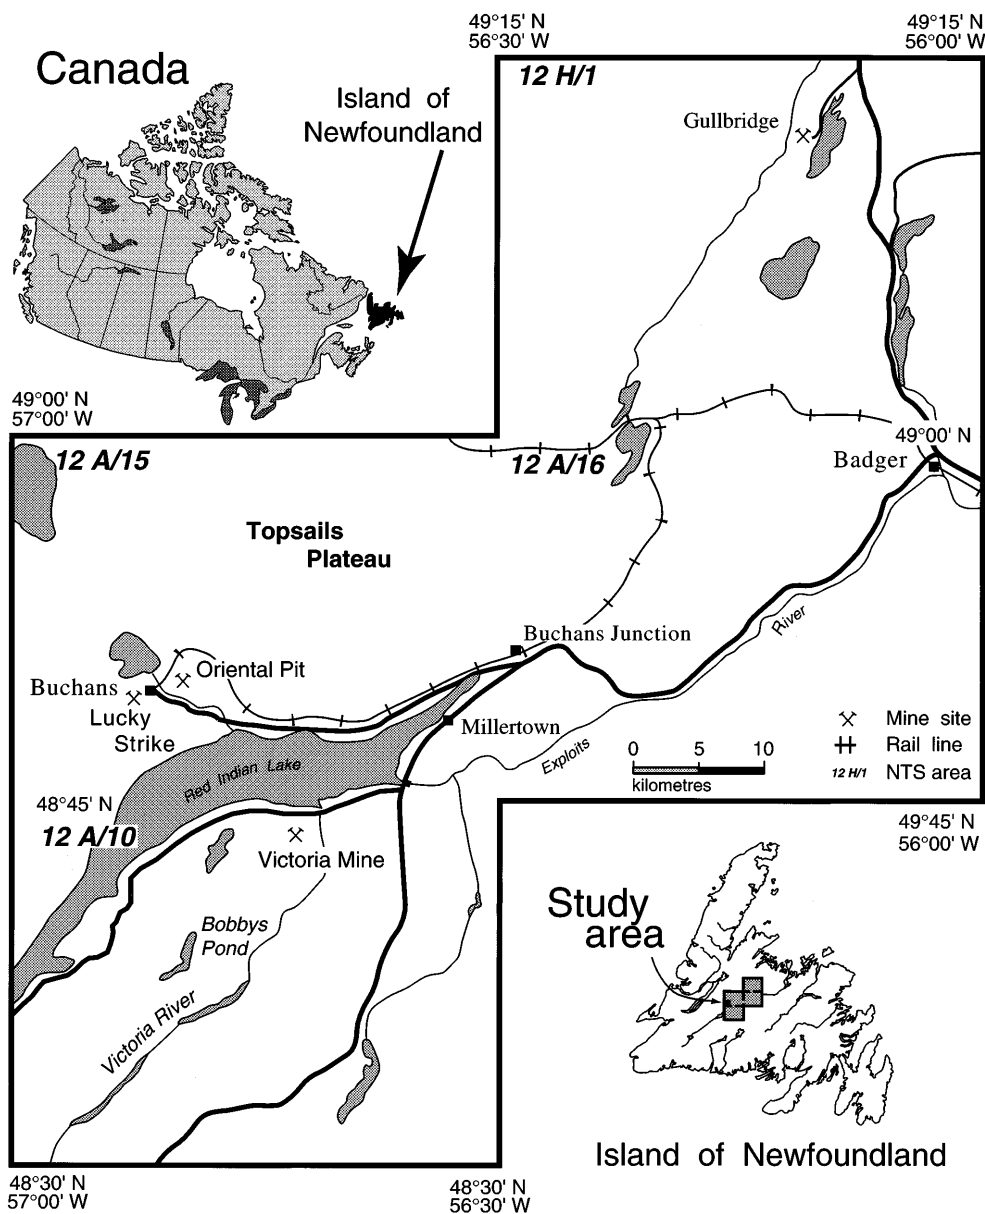 49°15' N
56°30' W
49°15' N
56°00' W
Canada
12 H/1
Island of
Newfoundland
Gullbridge
49°00' N
57°00' W
49°00' N
12 A/15
12 A/16
Badger
Topsails
Plateau
River
Buchans Junction
Oriental Pit
Buchans
Lucky
Strike
Millertown
Mine site
Rail line
12 H/1
NTS area
0 5 10
kilometres
Exploits
Red Indian Lake
48°45' N
12 A/10
49°45' N
56°00' W
Victoria Mine
Study
area
Bobbys
Pond
Victoria River
Island of Newfoundland
48°30' N
57°00' W
48°30' N
56°30' W